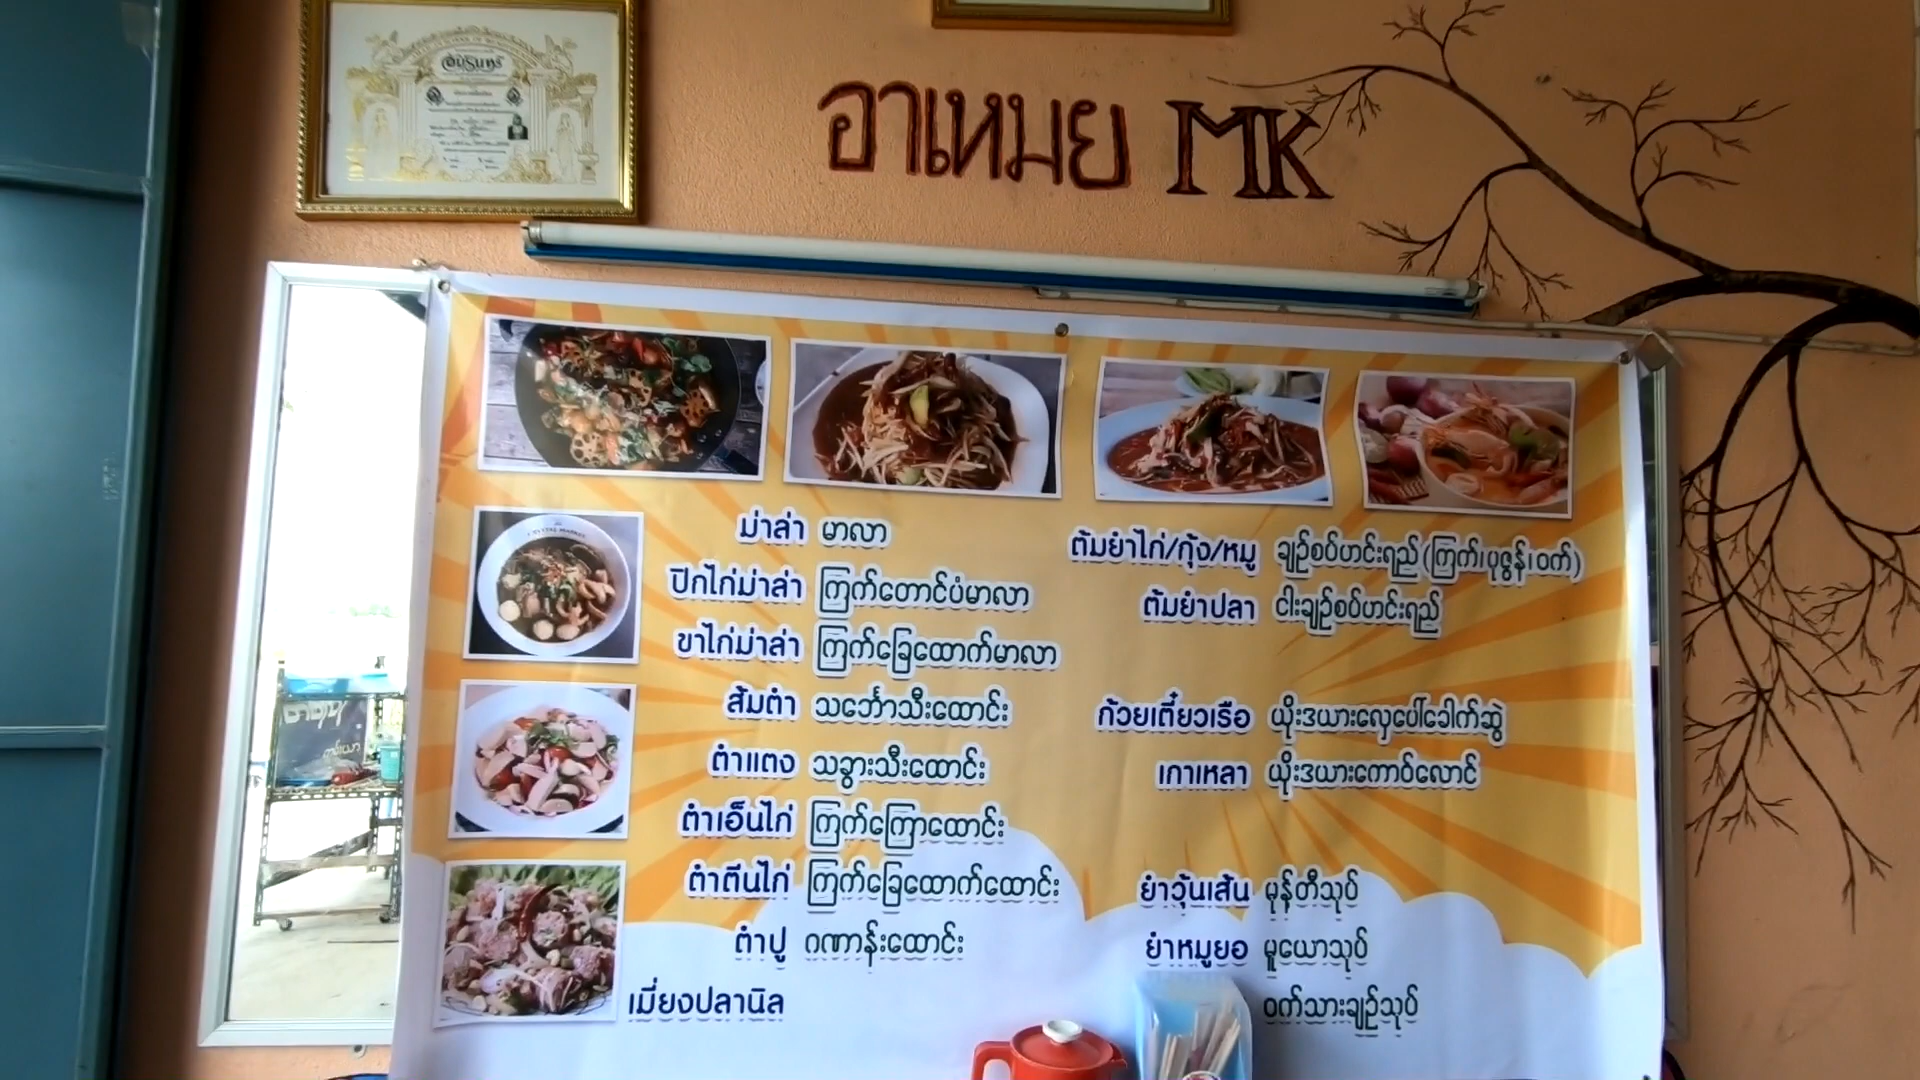 อัมรินทร์
อาเหมย MK
ม่าล่า မာလာ
ปีกไก่ม่าล่า ကြက်တောင်ပံမာလာ
ขาไก่ม่าล่า ကြက်ခြေထောက်မာလာ
ส้มตำ သင်္ဘောသီးထောင်း
ตำแตง သခွားသီးထောင်း
ตำเอ็นไก่ ကြက်ကြောထောင်း
ตำตีนไก่ ကြက်ခြေထောက်ထောင်း
ตำปู ဂဏာန်းထောင်း
เมี่ยงปลานิล
ต้มยำไก่/กุ้ง/หมู ချဉ်စပ်ဟင်းရည် (ကြက်၊ပုဇွန်၊ဝက်)
ต้มยำปลา ငါးချဉ်စပ်ဟင်းရည်
ก๋วยเตี๋ยวเรือ ယိုးဒယားလှေပေါ်ခေါက်ဆွဲ
เกาเหลา ယိုးဒယားကောဝ်လောင်
ยำวุ้นเส้น မုန့်တီသုပ်
ยำหมูยอ မူယောသုပ်
ဝက်သားချဉ်သုပ်